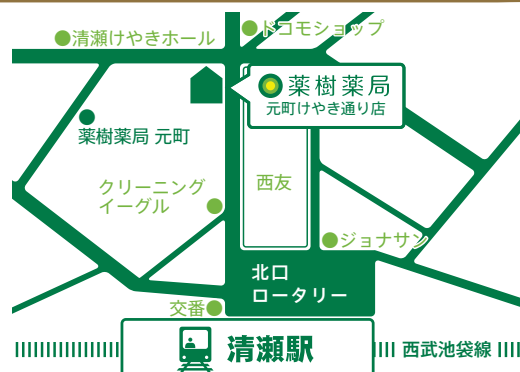 ドコモショップ
清瀬けやきホール
薬樹薬局
元町けやき通り店
薬樹薬局 元町
クリーニング
イーグル
西友
ジョナサン
北口
ロータリー
交番
清瀬駅
西武池袋線